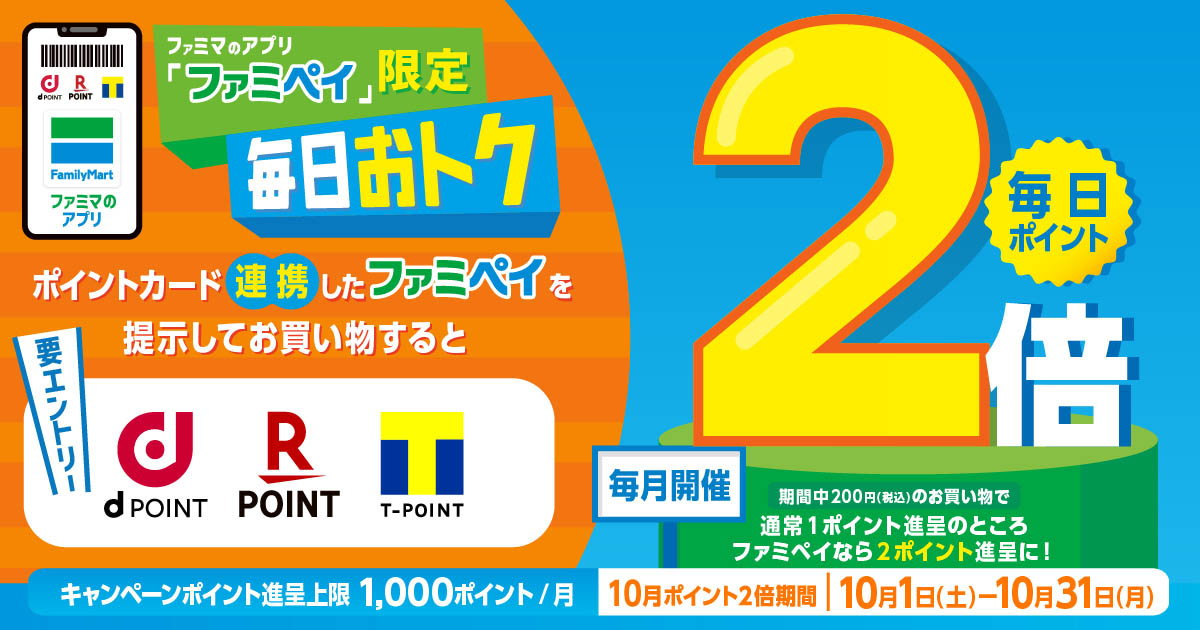 d POINT
R
POINT
T
FamilyMart
ファミマの
アプリ
ファミマのアプリ
「ファミペイ」限定
毎日おトク
ポイントカード連携したファミペイを
提示してお買い物すると
要エントリー
d POINT
R
POINT
T
T-POINT
2倍
毎日
ポイント
毎月開催
期間中200円(税込)のお買い物で
通常1ポイント進呈のところ
ファミペイなら2ポイント進呈に!
キャンペーンポイント進呈上限 1,000ポイント/月
10月ポイント2倍期間 10月1日(土)ー10月31日(月)